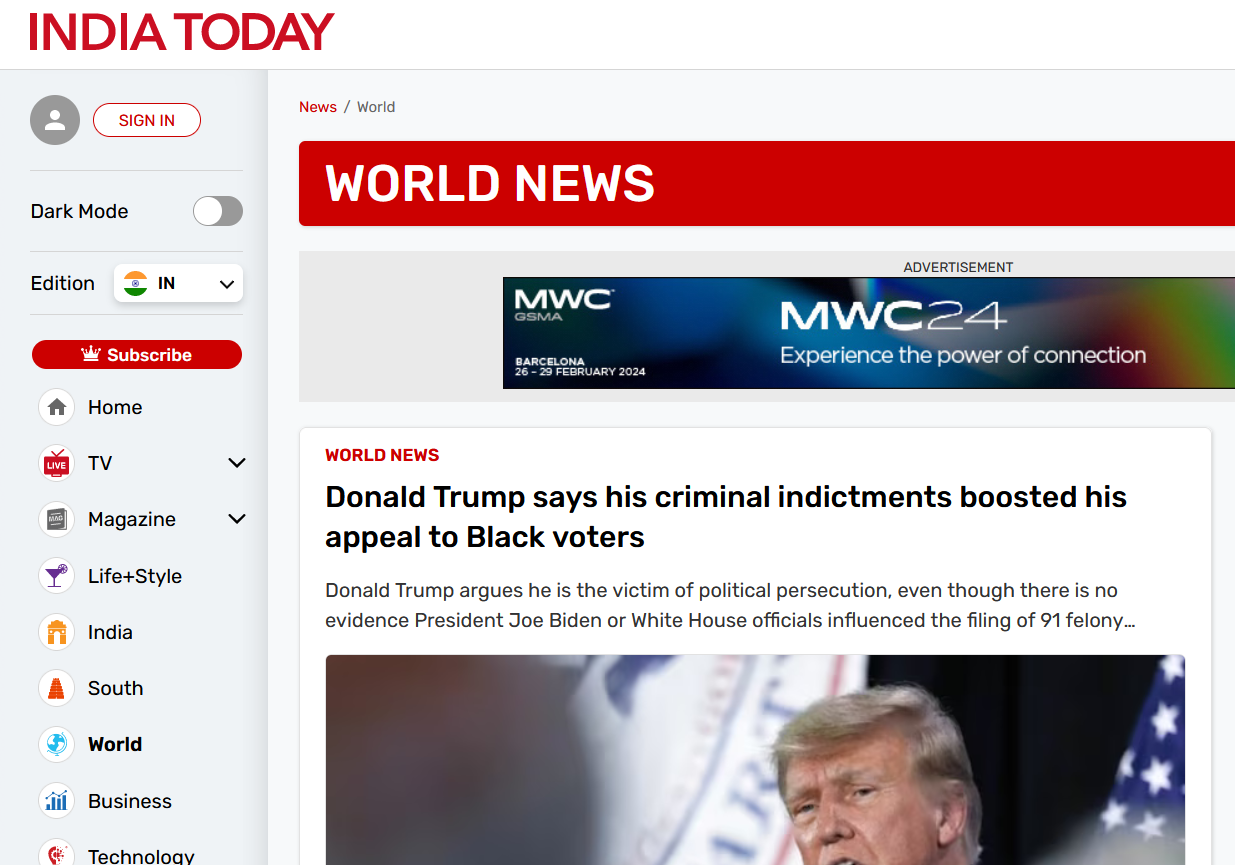 INDIA TODAY
SIGN IN
Dark Mode
Edition
IN
Subscribe
Home
LIVE
TV
MAG
Magazine
Life+Style
India
South
World
Business
Technology
News / World
WORLD NEWS
ADVERTISEMENT
MWC
GSMA
BARCELONA
26 – 29 FEBRUARY 2024
MWC24
Experience the power of connection
WORLD NEWS
Donald Trump says his criminal indictments boosted his
appeal to Black voters
Donald Trump argues he is the victim of political persecution, even though there is no
evidence President Joe Biden or White House officials influenced the filing of 91 felony…